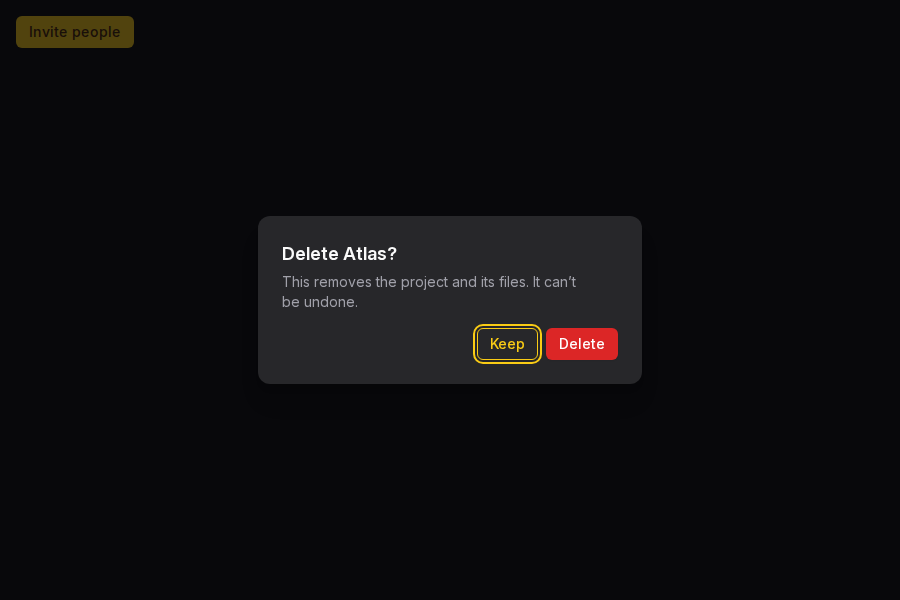 Invite people
Delete Atlas?
This removes the project and its files. It can’t
be undone.
Keep
Delete